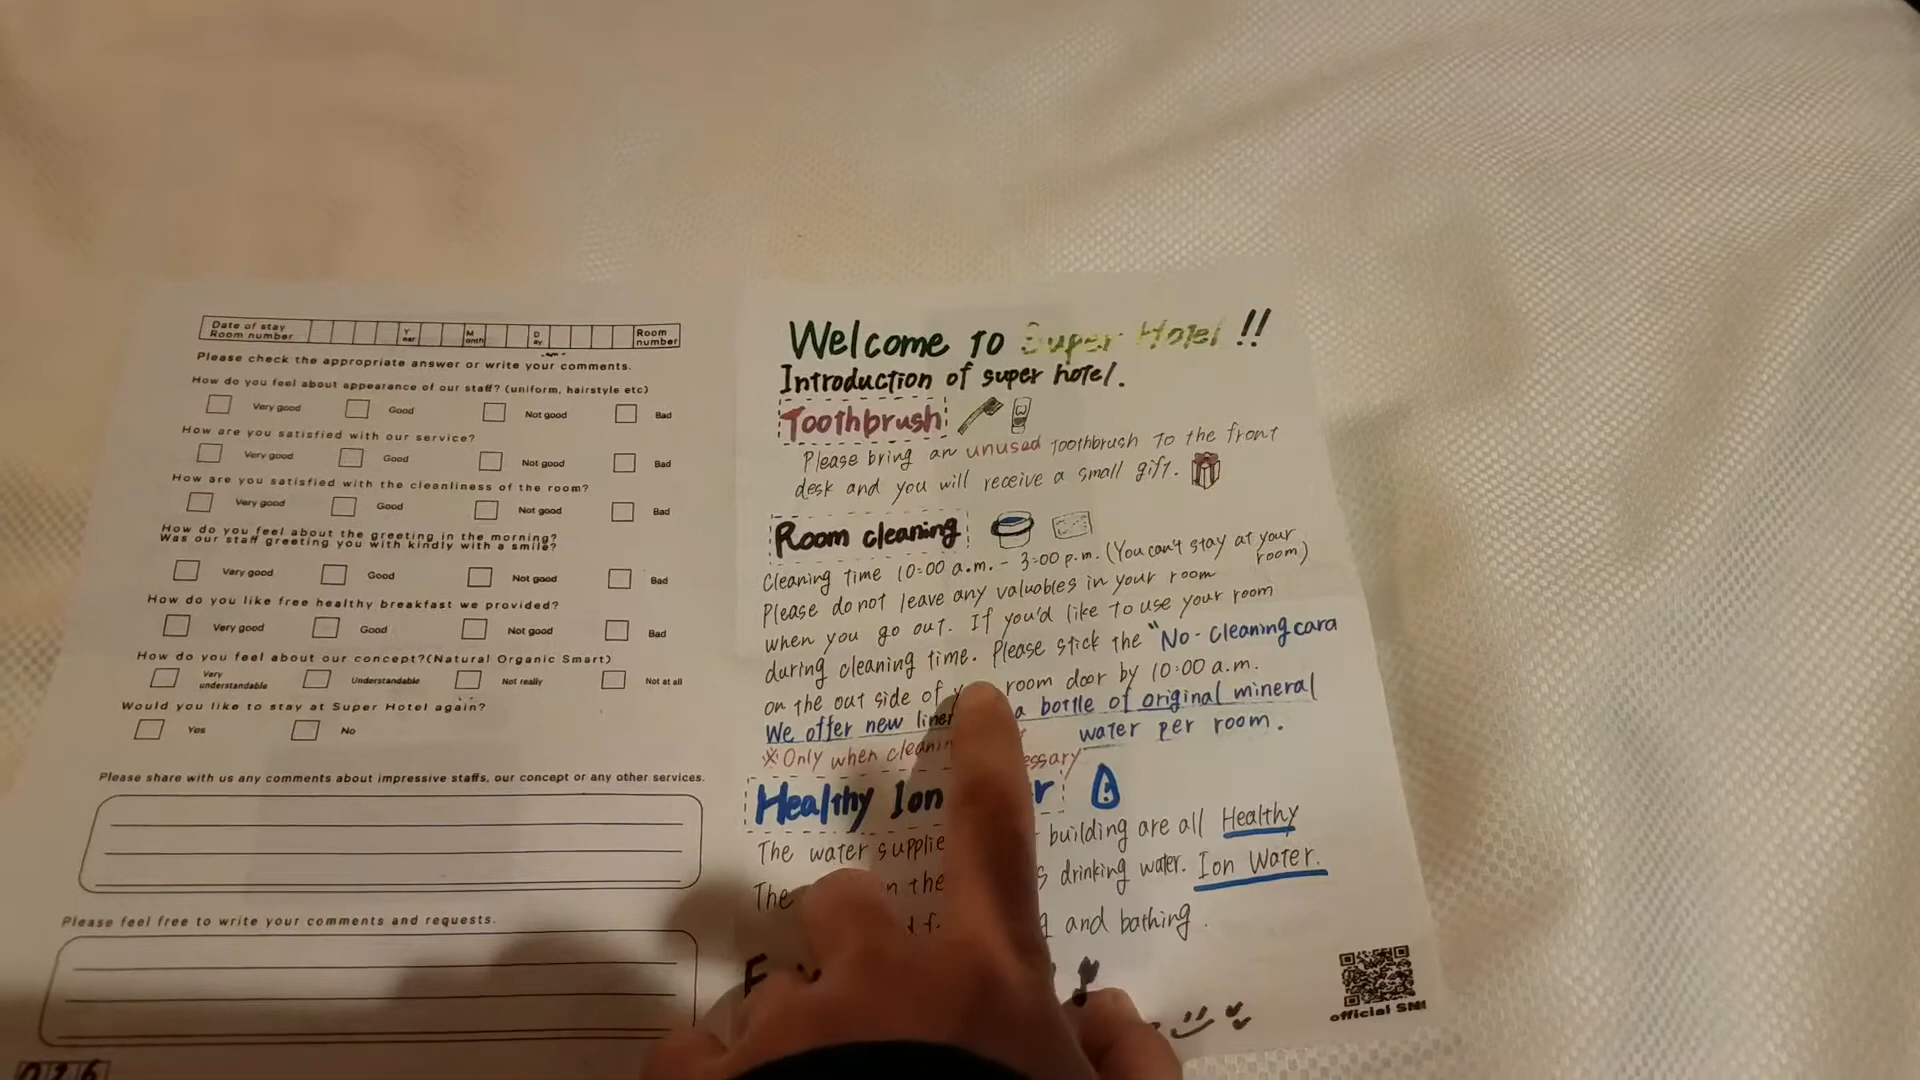 Date of stay
Room number
Year
Month
Day
Room number
Please check the appropriate answer or write your comments.
How do you feel about appearance of our staff? (uniform, hairstyle etc)
Very good Good Not good Bad
How are you satisfied with our service?
Very good Good Not good Bad
How are you satisfied with the cleanliness of the room?
Very good Good Not good Bad
How do you feel about the greeting in the morning?
Was our staff greeting you with kindly with a smile?
Very good Good Not good Bad
How do you like free healthy breakfast we provided?
Very good Good Not good Bad
How do you feel about our concept?(Natural Organic Smart)
Very understandable Understandable Not really Not at all
Would you like to stay at Super Hotel again?
Yes No
Please share with us any comments about impressive staffs, our concept or any other services.
Please feel free to write your comments and requests.
026
Welcome to Super Hotel !!
Introduction of super hotel.
Toothbrush
Please bring an unused toothbrush to the front
desk and you will receive a small gift.
Room cleaning
Cleaning time 10:00 a.m. - 3:00 p.m. (You can't stay at your
room)
Please do not leave any valuables in your room
when you go out. If you'd like to use your room
during cleaning time. Please stick the "No-Cleaning card
on the out side of room door by 10:00 a.m.
We offer new a bottle of original mineral
water per room.
※Only when
Healthy Ion
The water building are all Healthy
The the drinking water. Ion Water.
and bathing.
official SNS